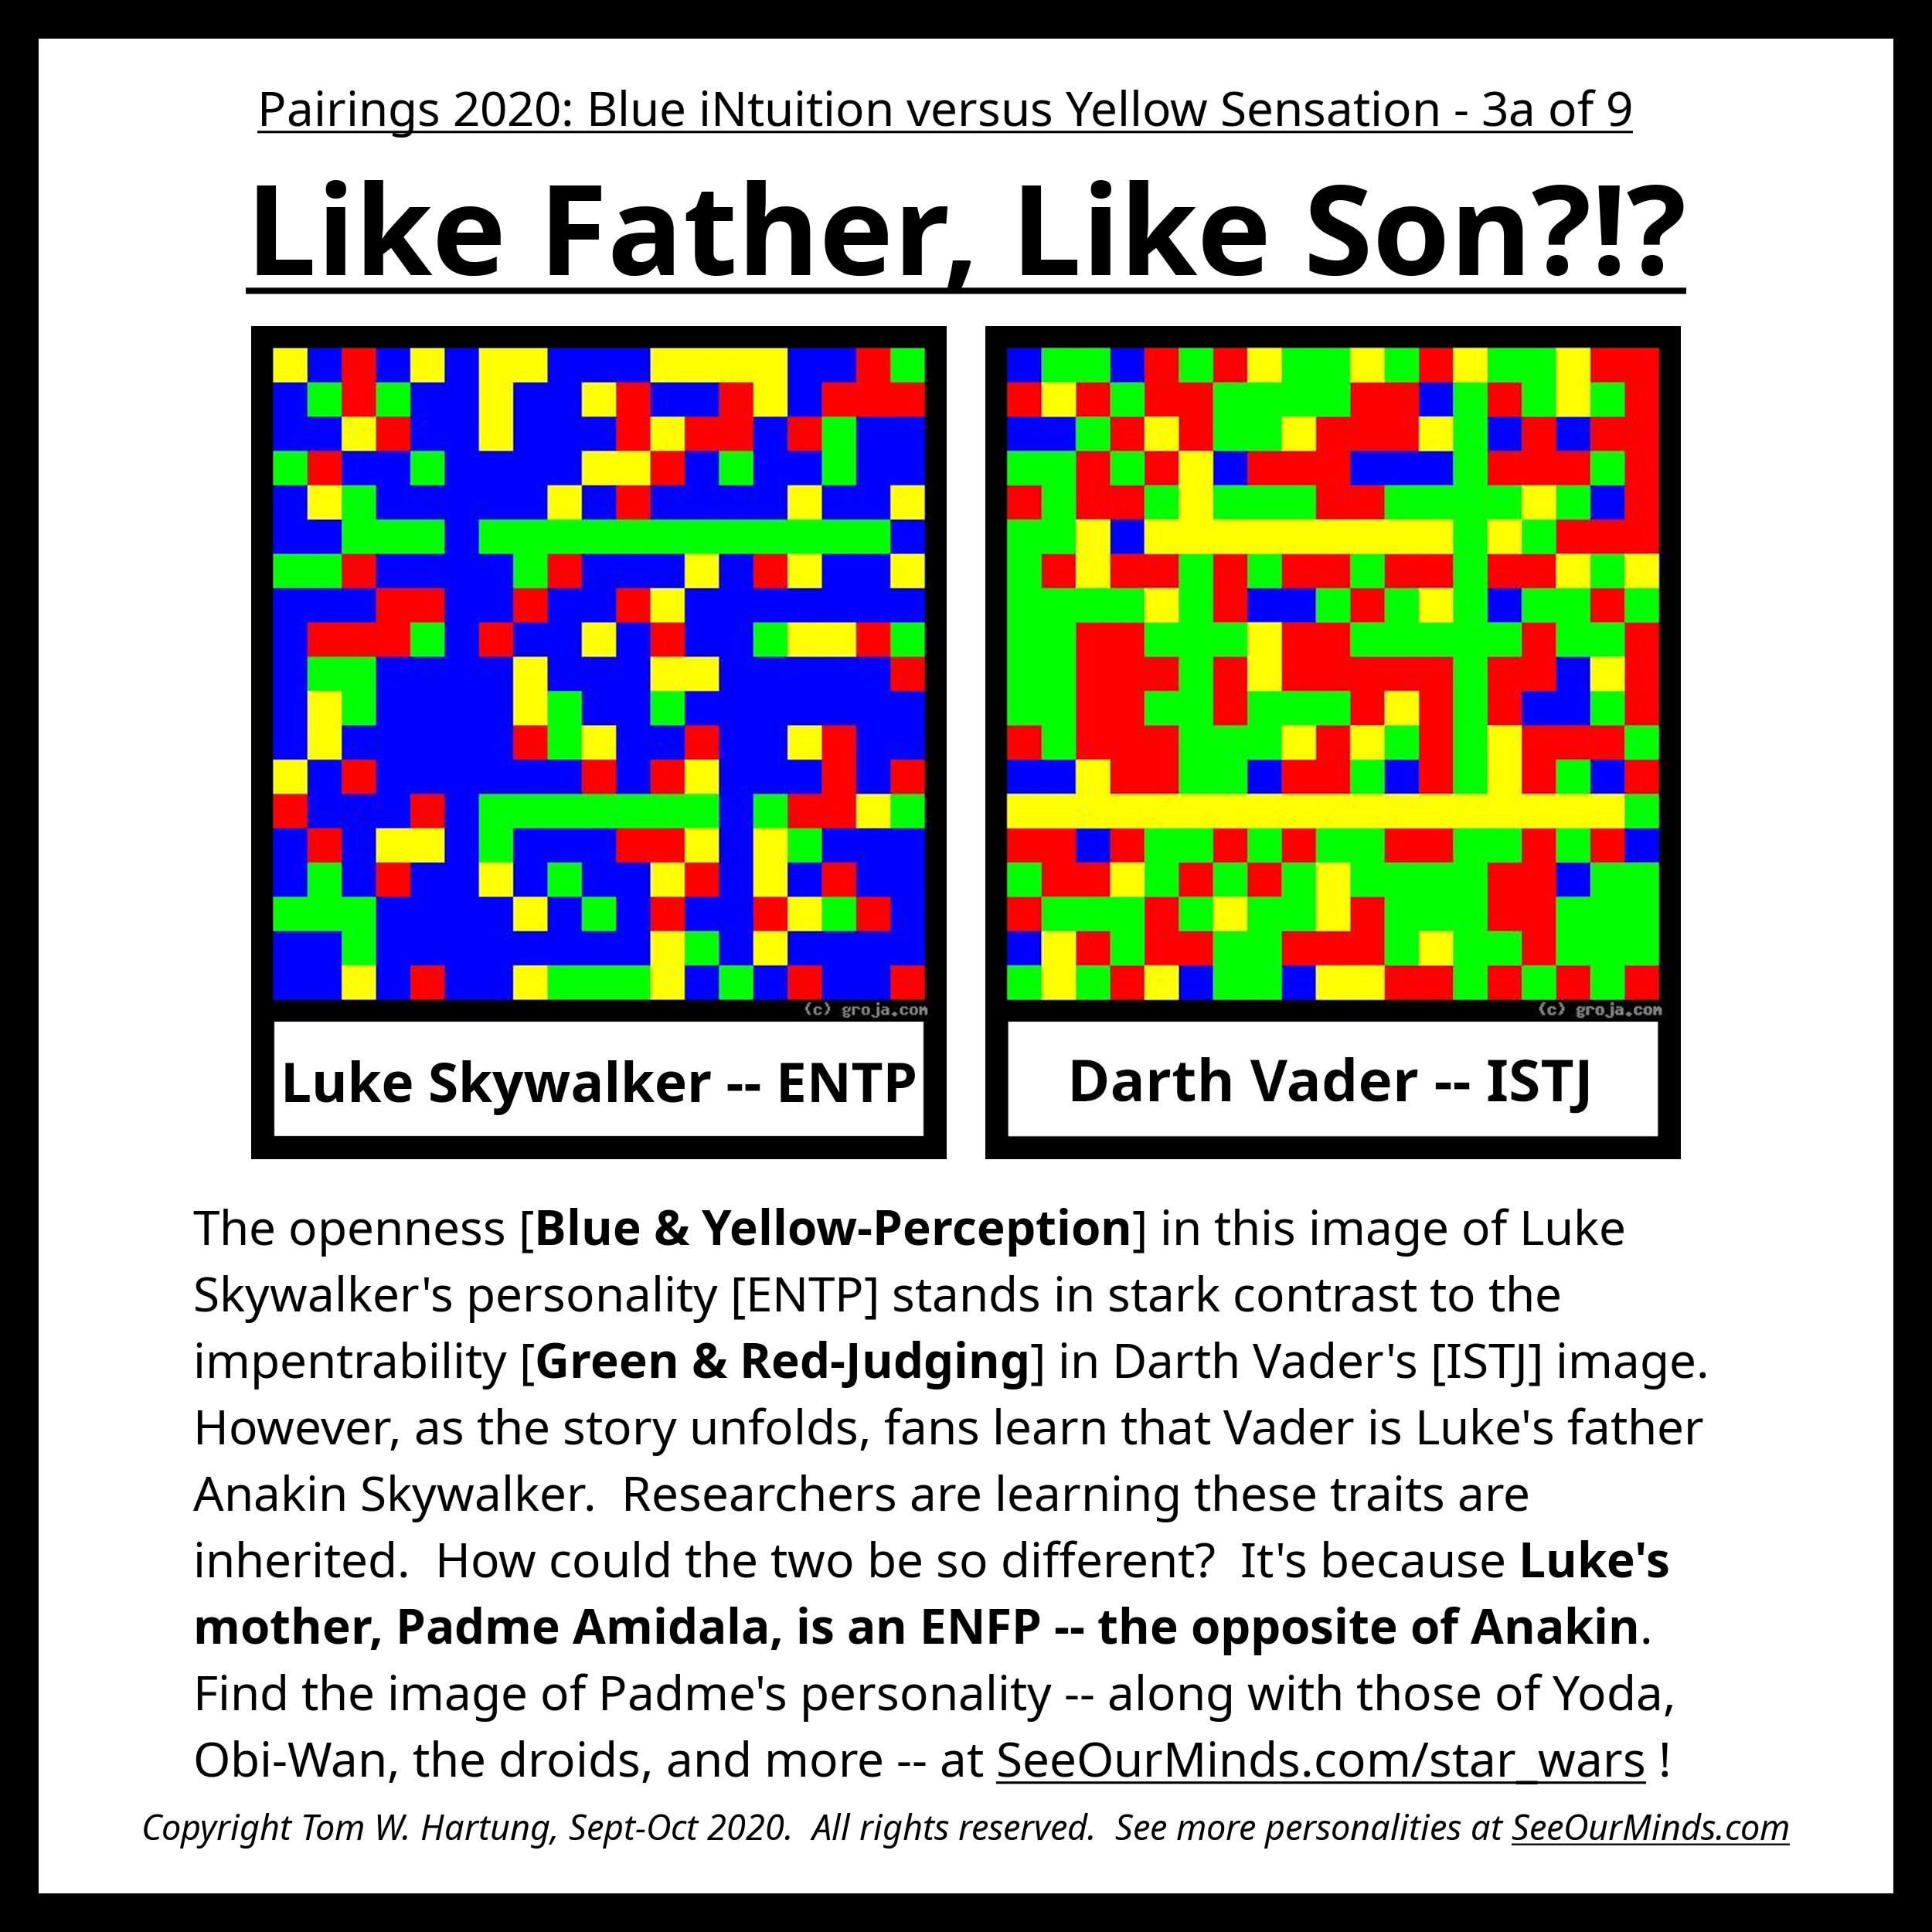 Pairings 2020: Blue iNtuition versus Yellow Sensation - 3a of 9
Like Father, Like Son?!?
(c) groja.com
(c) groja.com
Luke Skywalker -- ENTP
Darth Vader -- ISTJ
The openness [Blue & Yellow-Perception] in this image of Luke
Skywalker's personality [ENTP] stands in stark contrast to the
impentrability [Green & Red-Judging] in Darth Vader's [ISTJ] image.
However, as the story unfolds, fans learn that Vader is Luke's father
Anakin Skywalker.  Researchers are learning these traits are
inherited.  How could the two be so different?  It's because Luke's
mother, Padme Amidala, is an ENFP -- the opposite of Anakin.
Find the image of Padme's personality -- along with those of Yoda,
Obi-Wan, the droids, and more -- at SeeOurMinds.com/star_wars !
Copyright Tom W. Hartung, Sept-Oct 2020.  All rights reserved.  See more personalities at SeeOurMinds.com